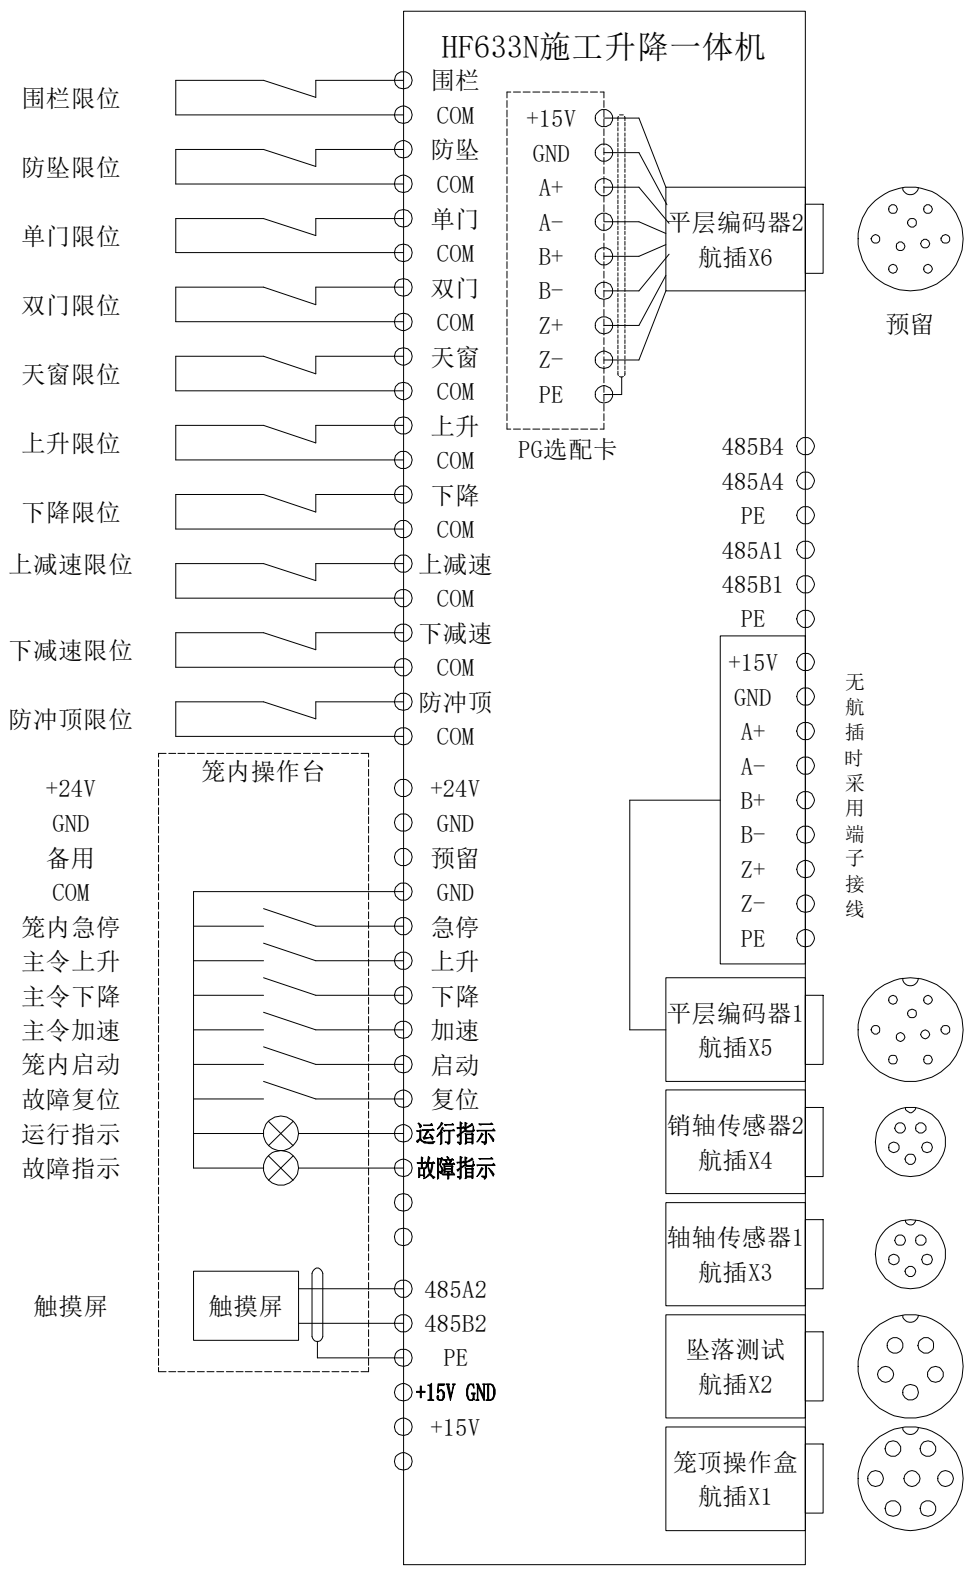 HF633N施工升降一体机
围栏限位
围栏
COM
防坠限位
防坠
COM
单门限位
单门
COM
双门限位
双门
COM
天窗限位
天窗
COM
上升限位
上升
COM
下降限位
下降
COM
上减速限位
上减速
COM
下减速限位
下减速
COM
防冲顶限位
防冲顶
COM
笼内操作台
+24V
+24V
GND
GND
备用
预留
COM
GND
笼内急停
急停
主令上升
上升
主令下降
下降
主令加速
加速
笼内启动
启动
故障复位
复位
运行指示
运行指示
故障指示
故障指示
触摸屏
触摸屏
485A2
485B2
PE
+15V GND
+15V
+15V
GND
A+
A-
B+
B-
Z+
Z-
PE
PG选配卡
平层编码器2
航插X6
预留
485B4
485A4
PE
485A1
485B1
PE
+15V
GND
A+
A-
B+
B-
Z+
Z-
PE
无航插时采用端子接线
平层编码器1
航插X5
销轴传感器2
航插X4
轴轴传感器1
航插X3
坠落测试
航插X2
笼顶操作盒
航插X1